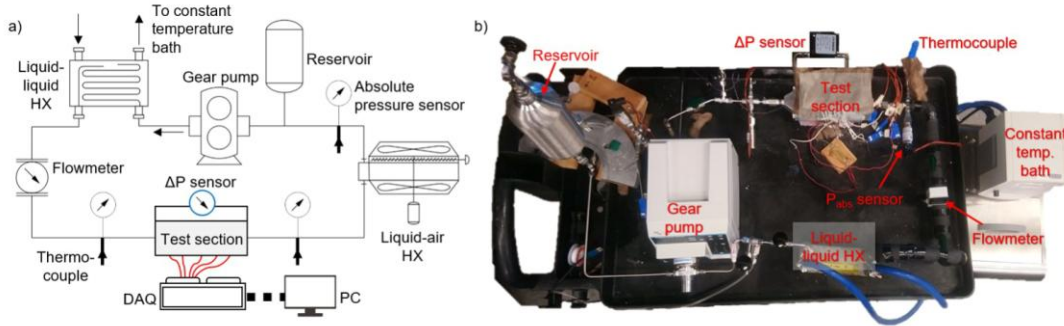 a)
To constant
temperature
bath
Liquid-
liquid
HX
Gear pump
Reservoir
Absolute
pressure sensor
Flowmeter
ΔP sensor
Test section
Thermo-
couple
Liquid-air
HX
DAQ
PC
b)
Reservoir
ΔP sensor
Thermocouple
Test
section
Constant
temp.
bath
Pabs sensor
Gear
pump
Liquid-
liquid HX
Flowmeter